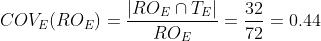 COV_E(RO_E) = |RO_E ∩ T_E| / RO_E = 32 / 72 = 0.44